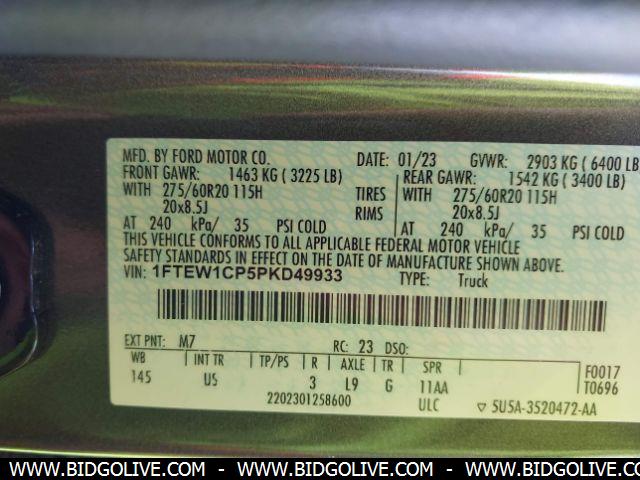 MFD. BY FORD MOTOR CO. DATE: 01/23 GVWR: 2903 KG (6400 LB)
FRONT GAWR: 1463 KG (3225 LB) REAR GAWR: 1542 KG (3400 LB)
WITH 275/60R20 115H TIRES WITH 275/60R20 115H
20x8.5J RIMS 20x8.5J
AT 240 kPa/ 35 PSI COLD AT 240 kPa/ 35 PSI COLD
THIS VEHICLE CONFORMS TO ALL APPLICABLE FEDERAL MOTOR VEHICLE
SAFETY STANDARDS IN EFFECT ON THE DATE OF MANUFACTURE SHOWN ABOVE.
VIN: 1FTEW1CP5PKD49933 TYPE: Truck
EXT PNT: M7 RC: 23 DSO:
WB INT TR TP/PS R AXLE TR SPR F0017
145 US 3 L9 G 11AA T0696
2202301258600 ULC ▽ 5U5A-3520472-AA
WWW.BIDGOLIVE.COM - WWW.BIDGOLIVE.COM - WWW.BIDGOLIVE.COM